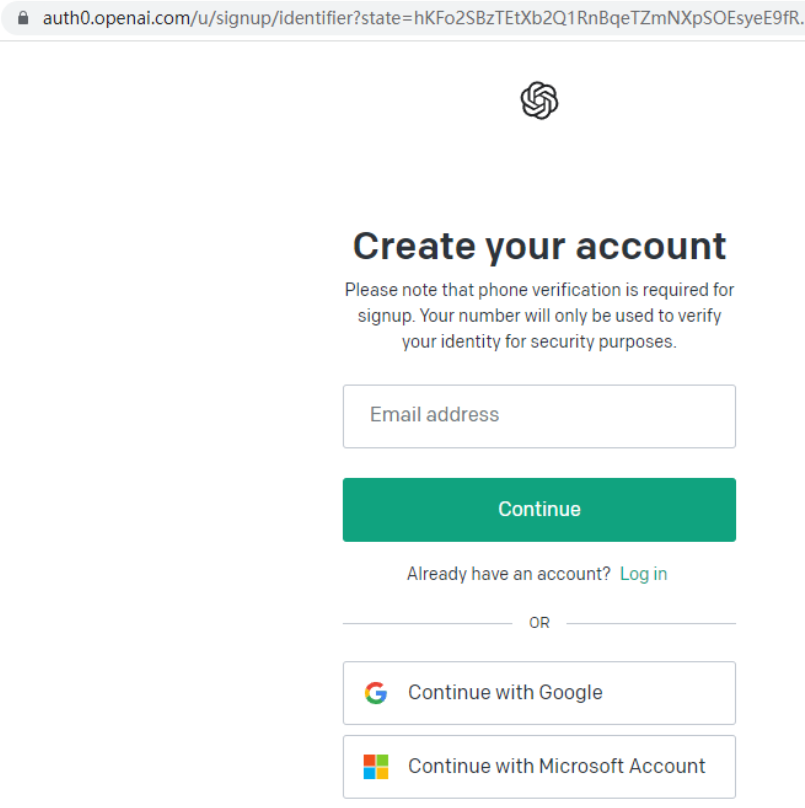 auth0.openai.com/u/signup/identifier?state=hKFo2SBzTEtXb2Q1RnBqeTZmNXpSOEsyeE9fR.
Create your account
Please note that phone verification is required for
signup. Your number will only be used to verify
your identity for security purposes.
Email address
Continue
Already have an account? Log in
OR
Continue with Google
Continue with Microsoft Account